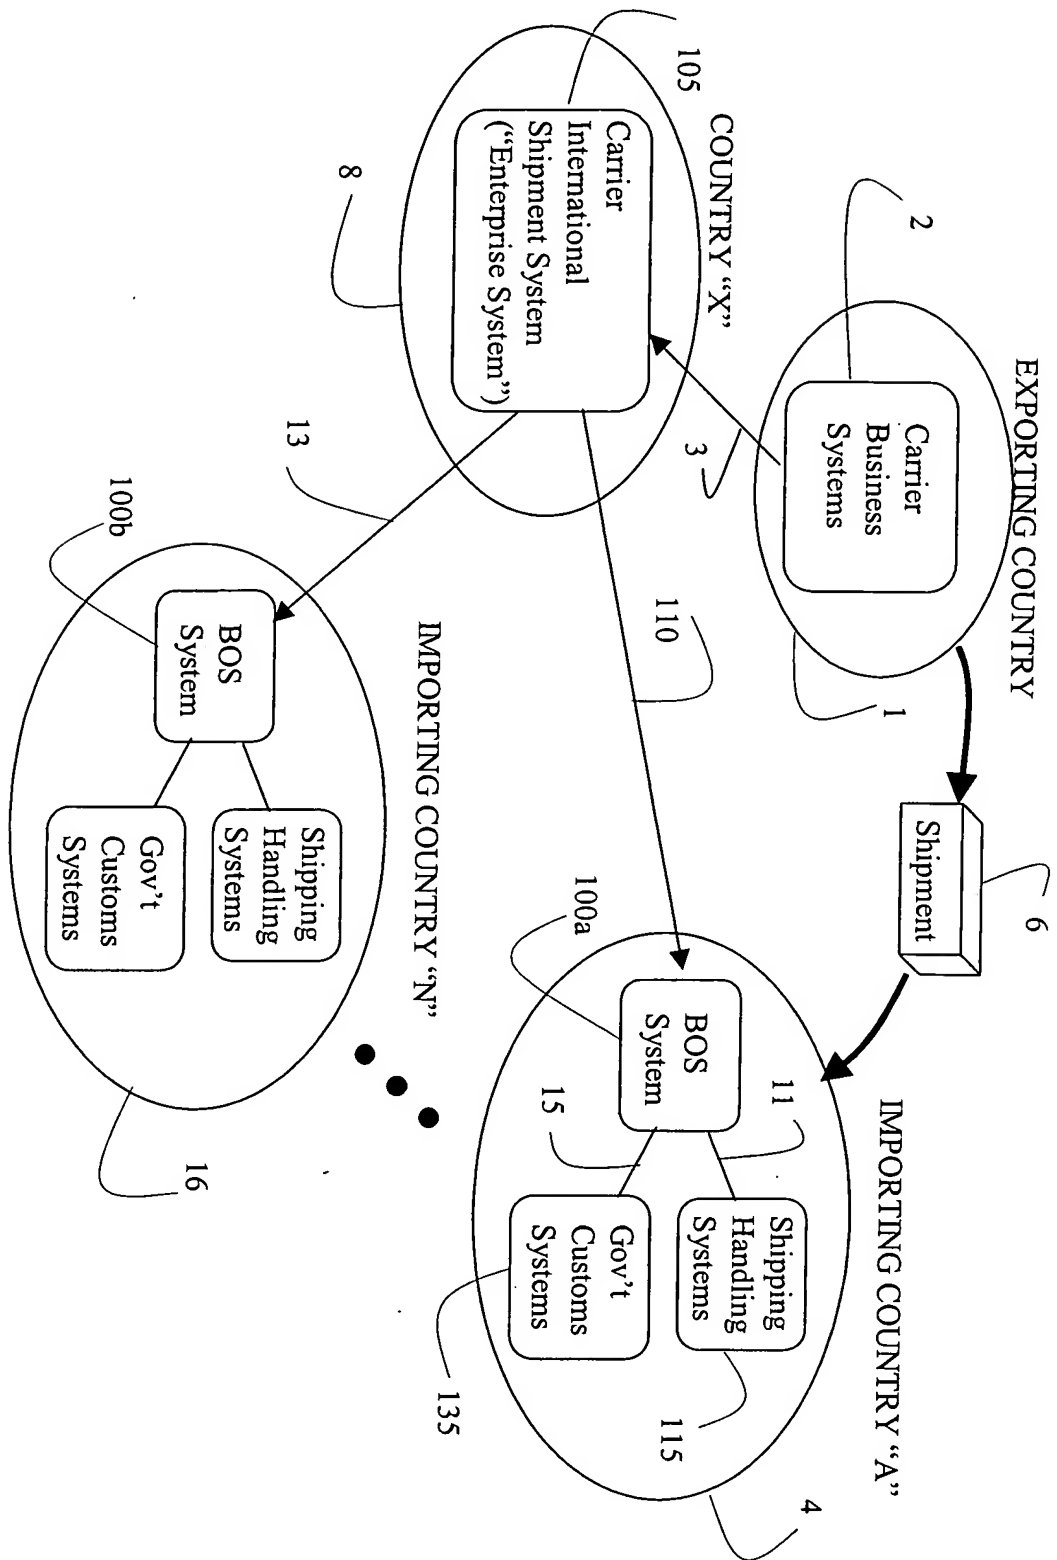 EXPORTING COUNTRY
2
Carrier
Business
Systems
1
3
6
Shipment
COUNTRY “X”
105
Carrier
International
Shipment System
(“Enterprise System”)
8
110
13
IMPORTING COUNTRY “A”
100a
BOS
System
11
15
Shipping
Handling
Systems
115
Gov't
Customs
Systems
135
4
IMPORTING COUNTRY “N”
100b
BOS
System
Shipping
Handling
Systems
Gov't
Customs
Systems
16